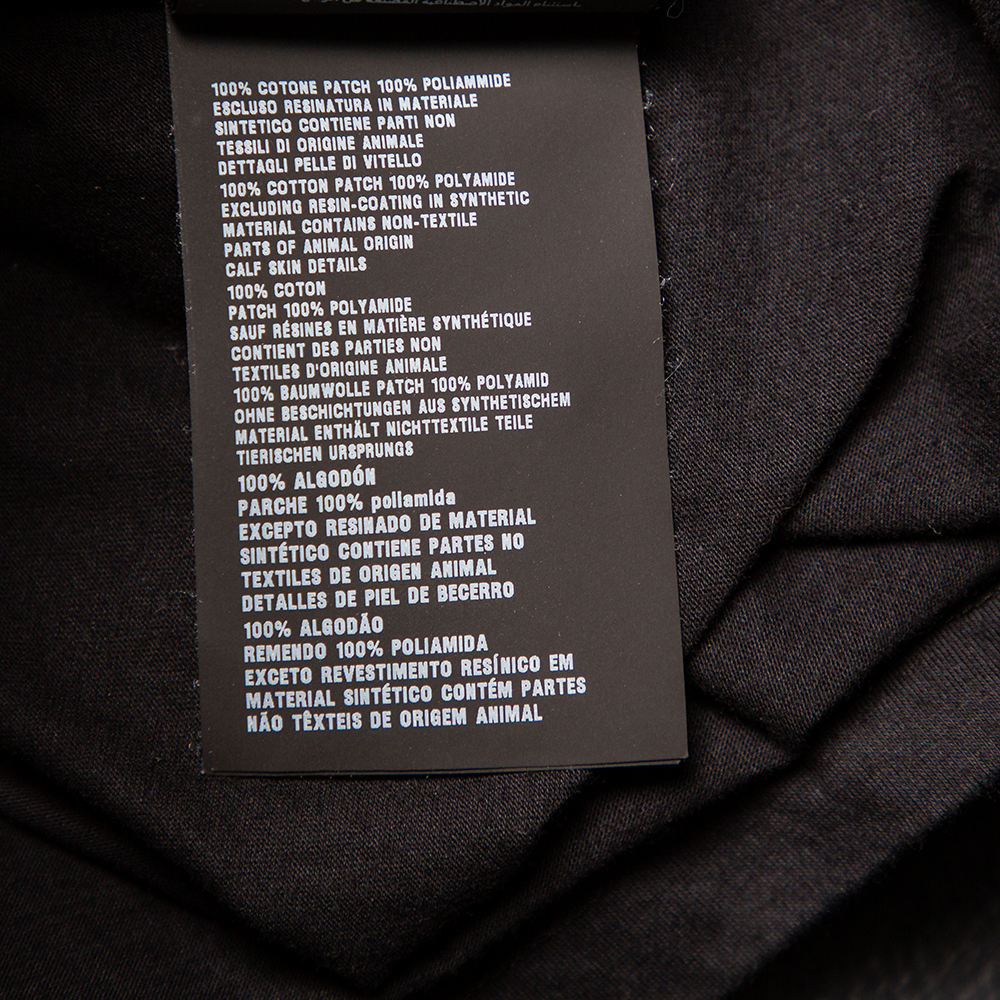 100% COTONE PATCH 100% POLIAMMIDE
ESCLUSO RESINATURA IN MATERIALE
SINTETICO CONTIENE PARTI NON
TESSILI DI ORIGINE ANIMALE
DETTAGLI PELLE DI VITELLO
100% COTTON PATCH 100% POLYAMIDE
EXCLUDING RESIN-COATING IN SYNTHETIC
MATERIAL CONTAINS NON-TEXTILE
PARTS OF ANIMAL ORIGIN
CALF SKIN DETAILS
100% COTON
PATCH 100% POLYAMIDE
SAUF RÉSINES EN MATIÈRE SYNTHÉTIQUE
CONTIENT DES PARTIES NON
TEXTILES D'ORIGINE ANIMALE
100% BAUMWOLLE PATCH 100% POLYAMID
OHNE BESCHICHTUNGEN AUS SYNTHETISCHEM
MATERIAL ENTHÄLT NICHTTEXTILE TEILE
TIERISCHEN URSPRUNGS
100% ALGODÓN
PARCHE 100% poliamida
EXCEPTO RESINADO DE MATERIAL
SINTÉTICO CONTIENE PARTES NO
TEXTILES DE ORIGEN ANIMAL
DETALLES DE PIEL DE BECERRO
100% ALGODÃO
REMENDO 100% POLIAMIDA
EXCETO REVESTIMENTO RESÍNICO EM
MATERIAL SINTÉTICO CONTÉM PARTES
NÃO TÊXTEIS DE ORIGEM ANIMAL